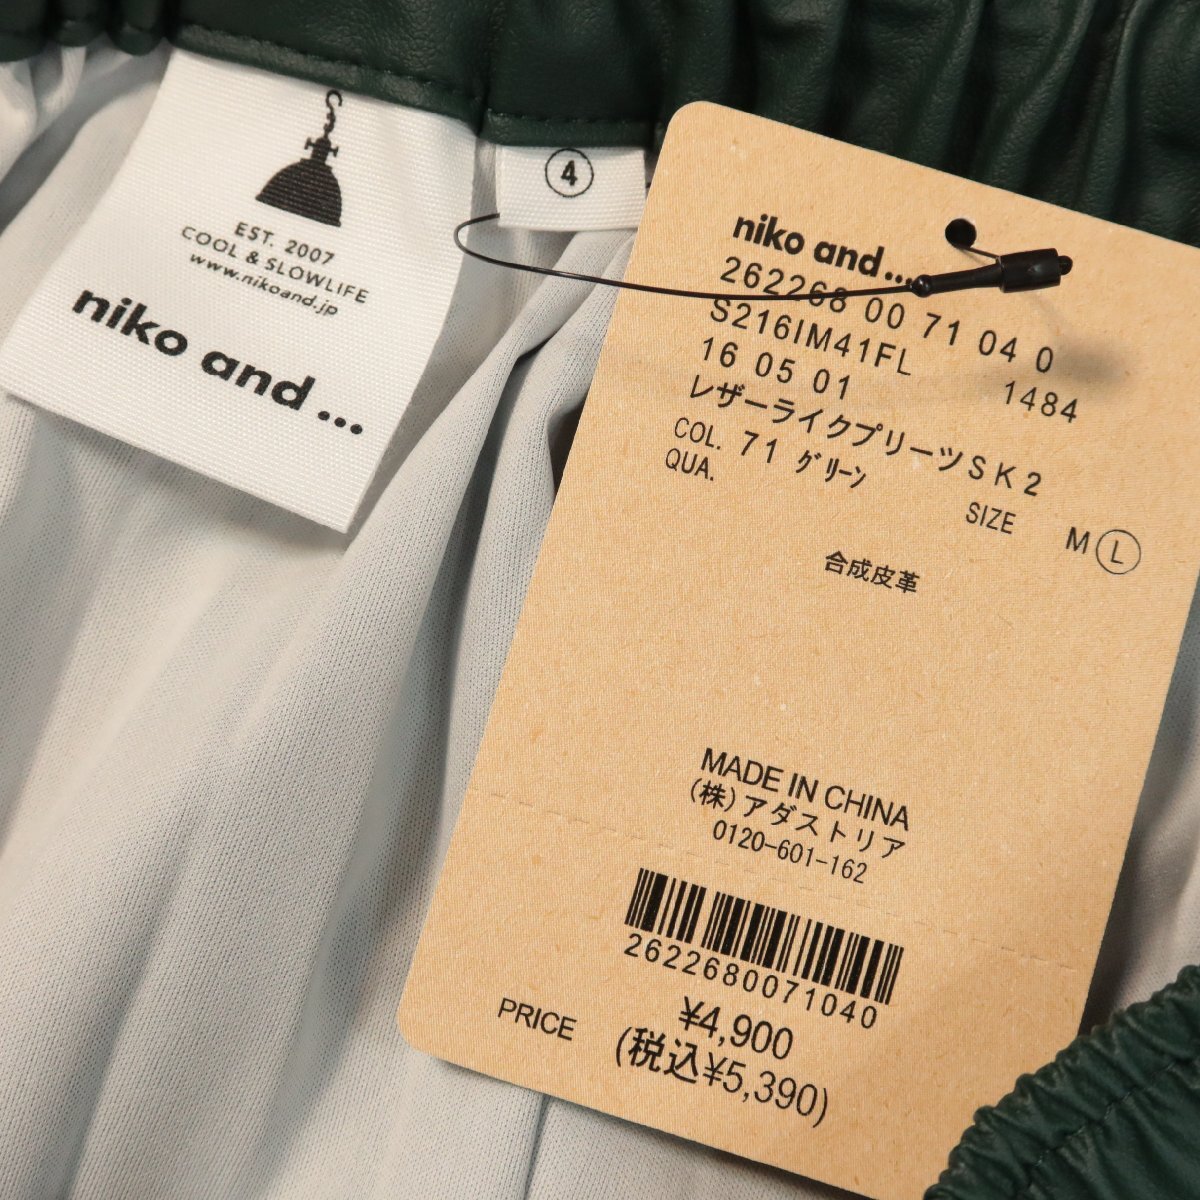 EST. 2007
COOL & SLOWLIFE
www.nikoand.jp
niko and ...
4
niko and ....
262268 00 71 04 0
S216IM41FL 1484
16 05 01
レザーライクプリーツSK2
COL. 71 グリーン
QUA. SIZE M L
合成皮革
MADE IN CHINA
(株)アダストリア
0120-601-162
2622680071040
PRICE ¥4,900
(税込¥5,390)